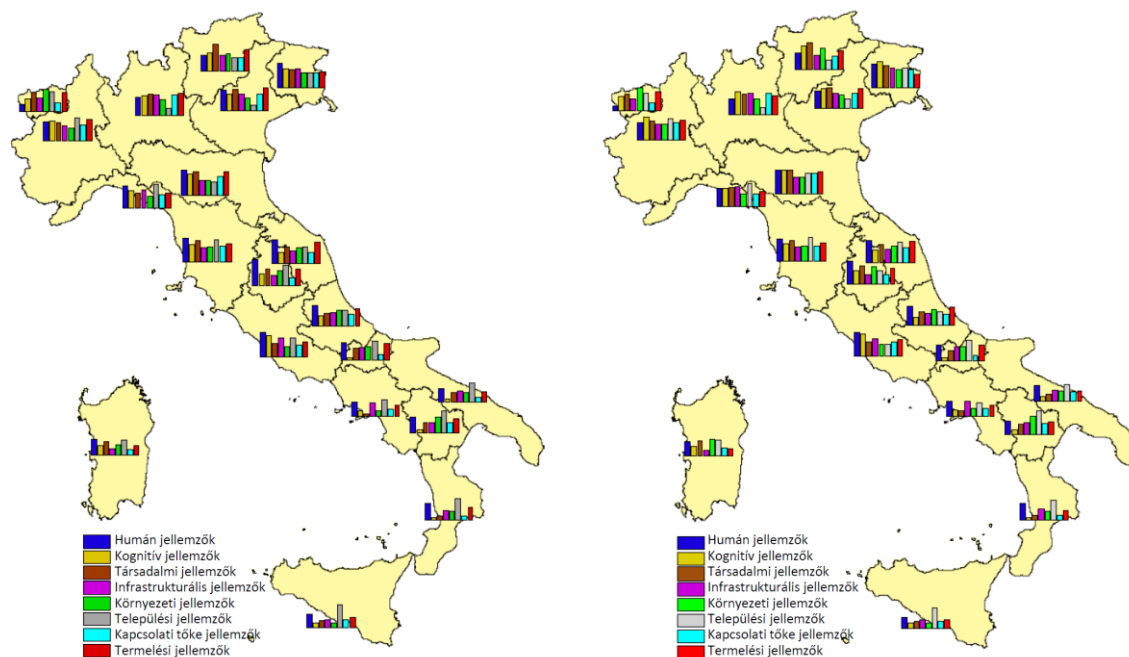 Humán jellemzők
Kognitív jellemzők
Társadalmi jellemzők
Infrastrukturális jellemzők
Környezeti jellemzők
Települési jellemzők
Kapcsolati tőke jellemzők
Termelési jellemzők
Humán jellemzők
Kognitív jellemzők
Társadalmi jellemzők
Infrastrukturális jellemzők
Környezeti jellemzők
Települési jellemzők
Kapcsolati tőke jellemzők
Termelési jellemzők